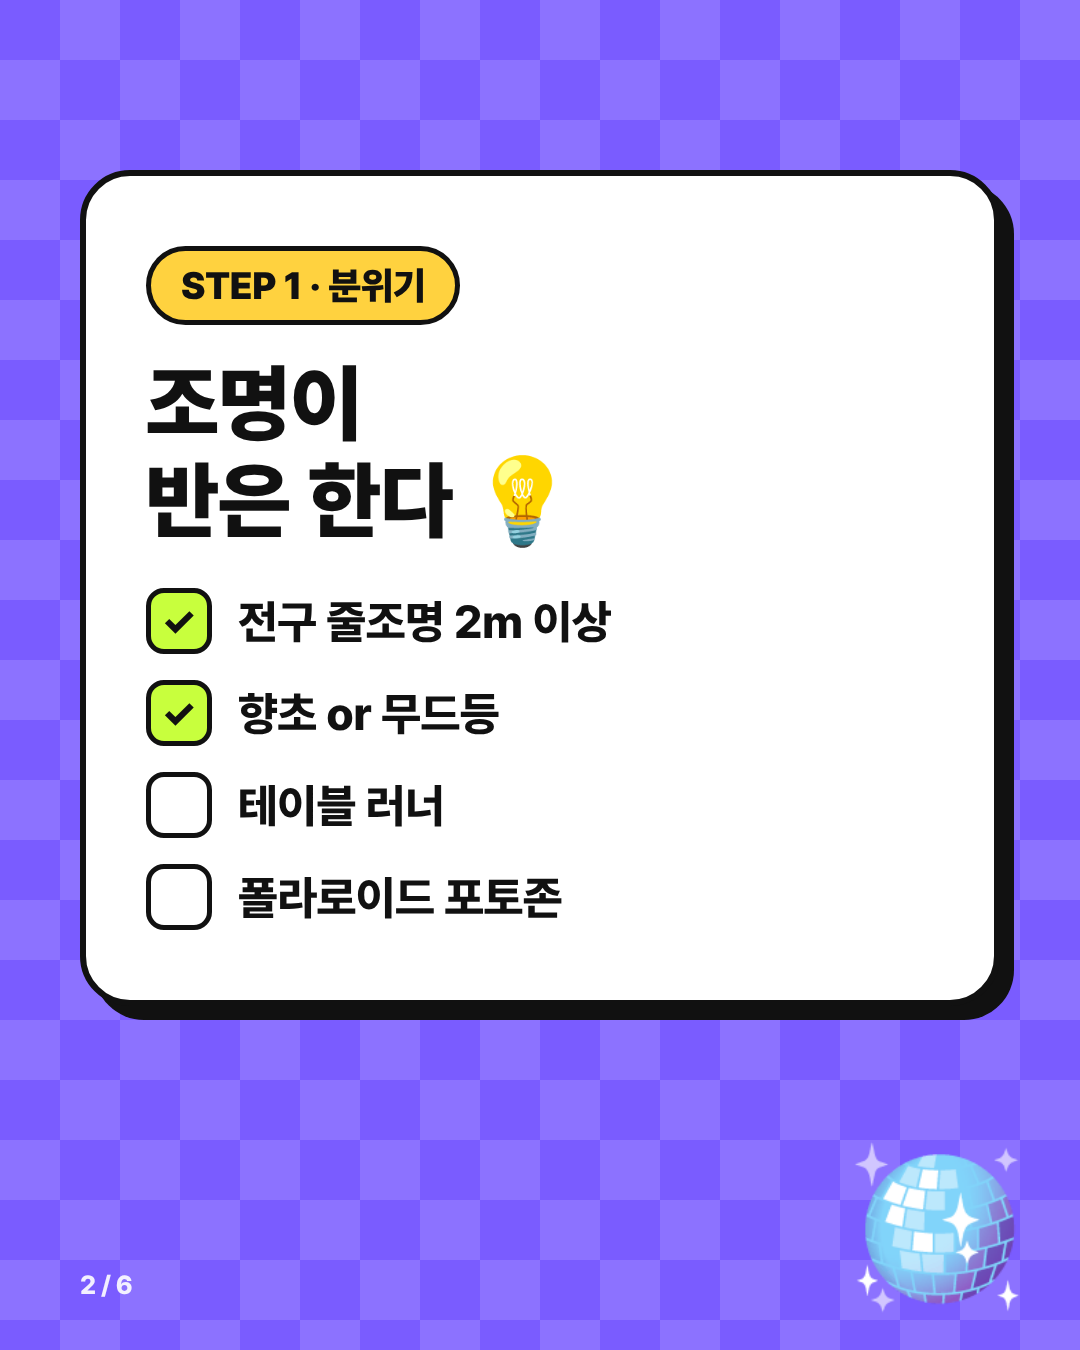 STEP 1 · 분위기
조명이
반은 한다 💡
전구 줄조명 2m 이상
향초 or 무드등
테이블 러너
폴라로이드 포토존
2 / 6